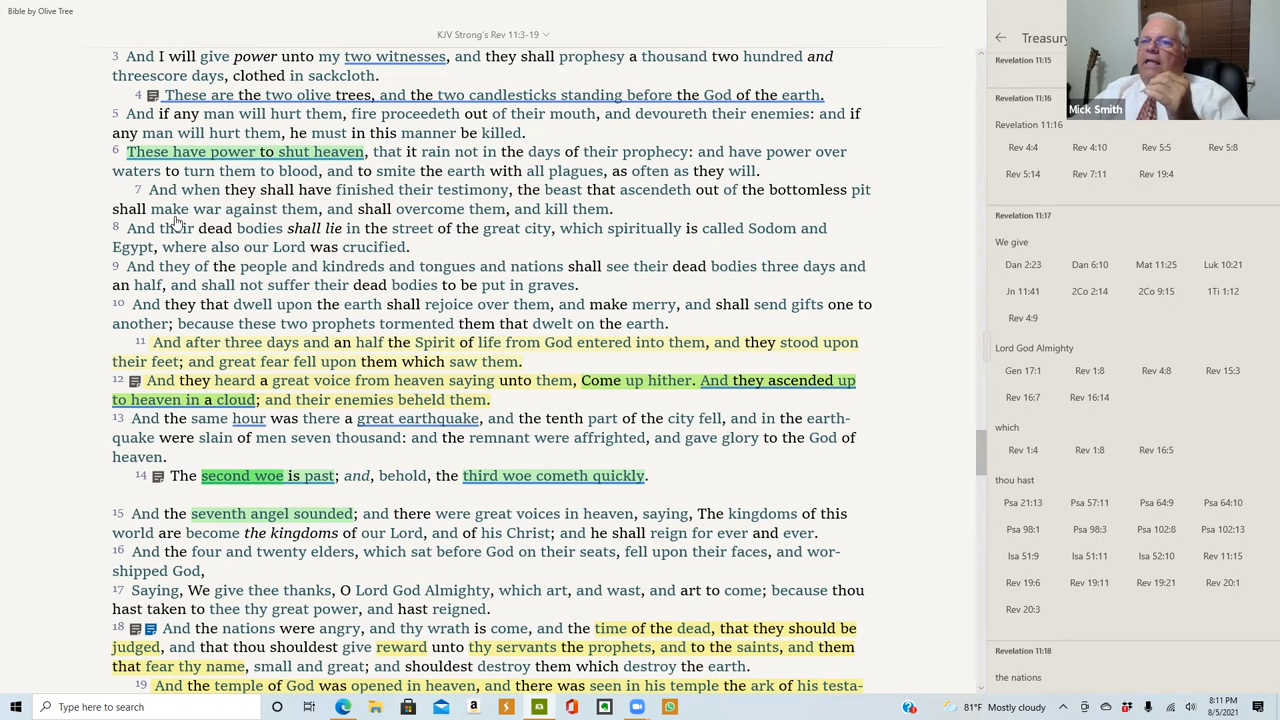 Bible by Olive Tree
KJV Strong's Rev 11:3-19
3 And I will give power unto my two witnesses, and they shall prophesy a thousand two hundred and
threescore days, clothed in sackcloth.
4 These are the two olive trees, and the two candlesticks standing before the God of the earth.
5 And if any man will hurt them, fire proceedeth out of their mouth, and devoureth their enemies: and if
any man will hurt them, he must in this manner be killed.
6 These have power to shut heaven, that it rain not in the days of their prophecy: and have power over
waters to turn them to blood, and to smite the earth with all plagues, as often as they will.
7 And when they shall have finished their testimony, the beast that ascendeth out of the bottomless pit
shall make war against them, and shall overcome them, and kill them.
8 And their dead bodies shall lie in the street of the great city, which spiritually is called Sodom and
Egypt, where also our Lord was crucified.
9 And they of the people and kindreds and tongues and nations shall see their dead bodies three days and
an half, and shall not suffer their dead bodies to be put in graves.
10 And they that dwell upon the earth shall rejoice over them, and make merry, and shall send gifts one to
another; because these two prophets tormented them that dwelt on the earth.
11 And after three days and an half the Spirit of life from God entered into them, and they stood upon
their feet; and great fear fell upon them which saw them.
12 And they heard a great voice from heaven saying unto them, Come up hither. And they ascended up
to heaven in a cloud; and their enemies beheld them.
13 And the same hour was there a great earthquake, and the tenth part of the city fell, and in the earth-
quake were slain of men seven thousand: and the remnant were affrighted, and gave glory to the God of
heaven.
14 The second woe is past; and, behold, the third woe cometh quickly.
15 And the seventh angel sounded; and there were great voices in heaven, saying, The kingdoms of this
world are become the kingdoms of our Lord, and of his Christ; and he shall reign for ever and ever.
16 And the four and twenty elders, which sat before God on their seats, fell upon their faces, and wor-
shipped God,
17 Saying, We give thee thanks, O Lord God Almighty, which art, and wast, and art to come; because thou
hast taken to thee thy great power, and hast reigned.
18 And the nations were angry, and thy wrath is come, and the time of the dead, that they should be
judged, and that thou shouldest give reward unto thy servants the prophets, and to the saints, and them
that fear thy name, small and great; and shouldest destroy them which destroy the earth.
19 And the temple of God was opened in heaven, and there was seen in his temple the ark of his testa-
Treasury
Revelation 11:15
Mick Smith
Revelation 11:16
Revelation 11:16
Rev 4:4 Rev 4:10 Rev 5:5 Rev 5:8
Rev 5:14 Rev 7:11 Rev 19:4
Revelation 11:17
We give
Dan 2:23 Dan 6:10 Mat 11:25 Luk 10:21
Jn 11:41 2Co 2:14 2Co 9:15 1Ti 1:12
Rev 4:9
Lord God Almighty
Gen 17:1 Rev 1:8 Rev 4:8 Rev 15:3
Rev 16:7 Rev 16:14
which
Rev 1:4 Rev 1:8 Rev 16:5
thou hast
Psa 21:13 Psa 57:11 Psa 64:9 Psa 64:10
Psa 98:1 Psa 98:3 Psa 102:8 Psa 102:13
Isa 51:9 Isa 51:11 Isa 52:10 Rev 11:15
Rev 19:6 Rev 19:11 Rev 19:21 Rev 20:1
Rev 20:3
Revelation 11:18
the nations
Type here to search
81°F Mostly cloudy
8:11 PM
8/5/2021